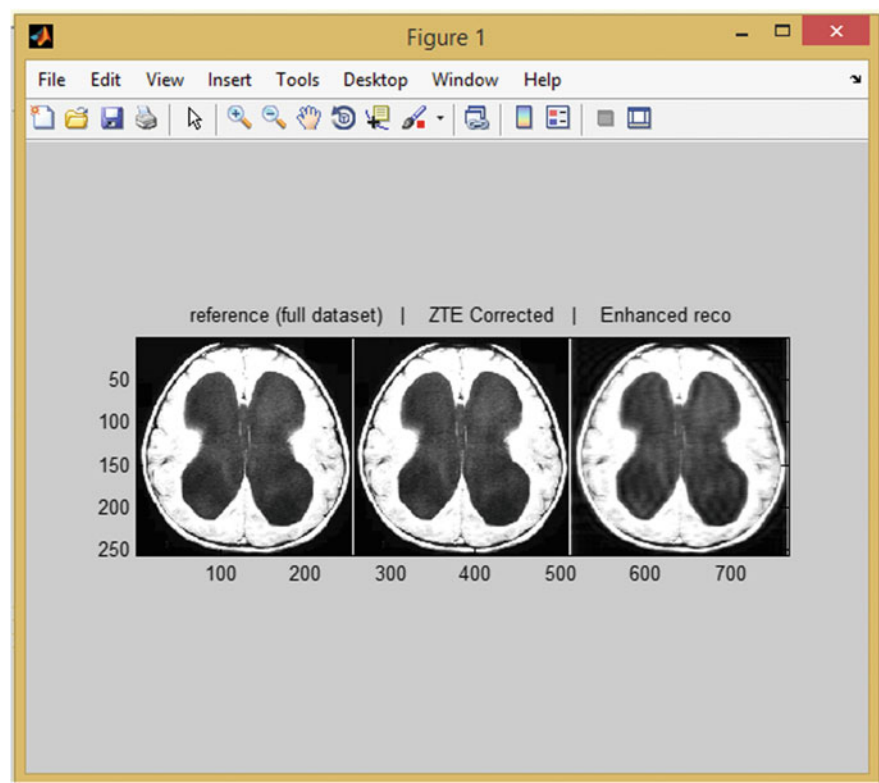 Figure 1
File Edit View Insert Tools Desktop Window Help
reference (full dataset) | ZTE Corrected | Enhanced reco
50
100
150
200
250
100 200 300 400 500 600 700